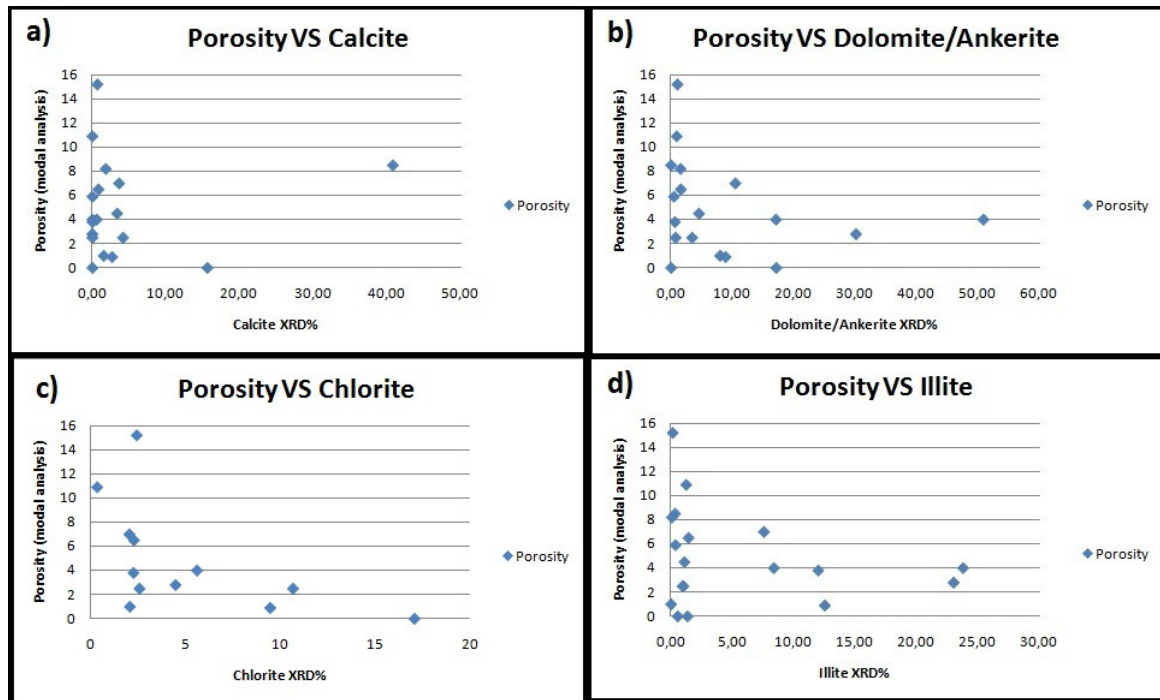 a)
Porosity VS Calcite
Porosity (modal analysis)
16
14
12
10
8
6
4
2
0
0,00 10,00 20,00 30,00 40,00 50,00
Calcite XRD%
Porosity
b)
Porosity VS Dolomite/Ankerite
Porosity (modal analysis)
16
14
12
10
8
6
4
2
0
0,00 10,00 20,00 30,00 40,00 50,00 60,00
Dolomite/Ankerite XRD%
Porosity
c)
Porosity VS Chlorite
Porosity (modal analysis)
16
14
12
10
8
6
4
2
0
0 5 10 15 20
Chlorite XRD%
Porosity
d)
Porosity VS Illite
Porosity (modal analysis)
16
14
12
10
8
6
4
2
0
0,00 5,00 10,00 15,00 20,00 25,00 30,00
Illite XRD%
Porosity